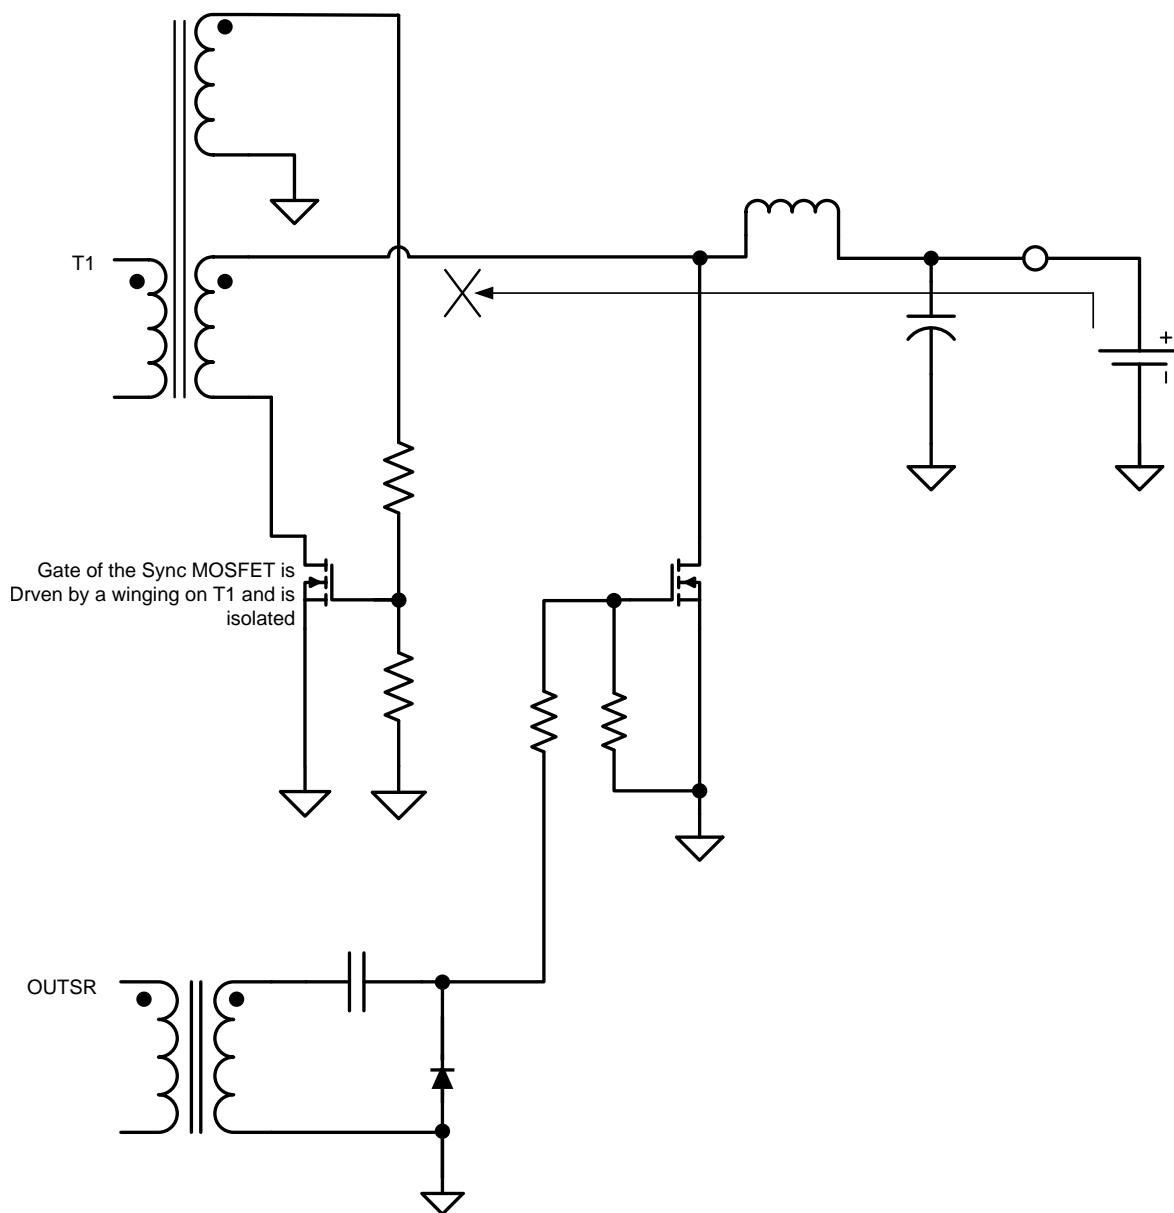 T1
+
–
Gate of the Sync MOSFET is
Drven by a winging on T1 and is
isolated
OUTSR